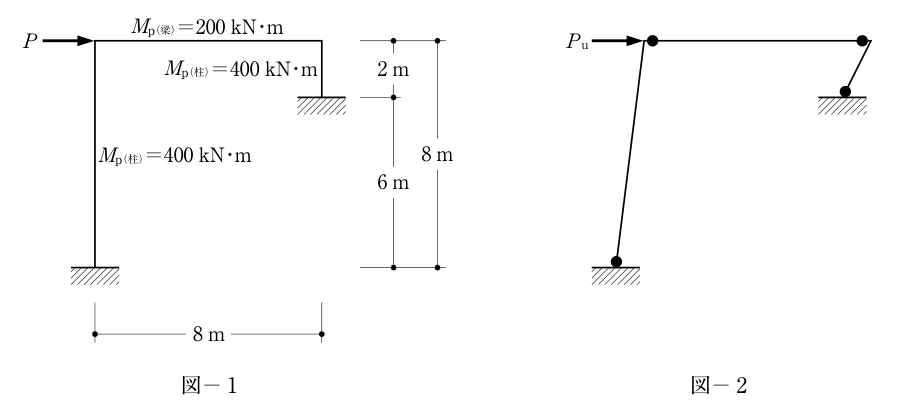 Mp(梁)=200 kN･m
P
Mp(柱)=400 kN･m
2 m
Mp(柱)=400 kN･m
8 m
6 m
8 m
図－1
Pu
図－2